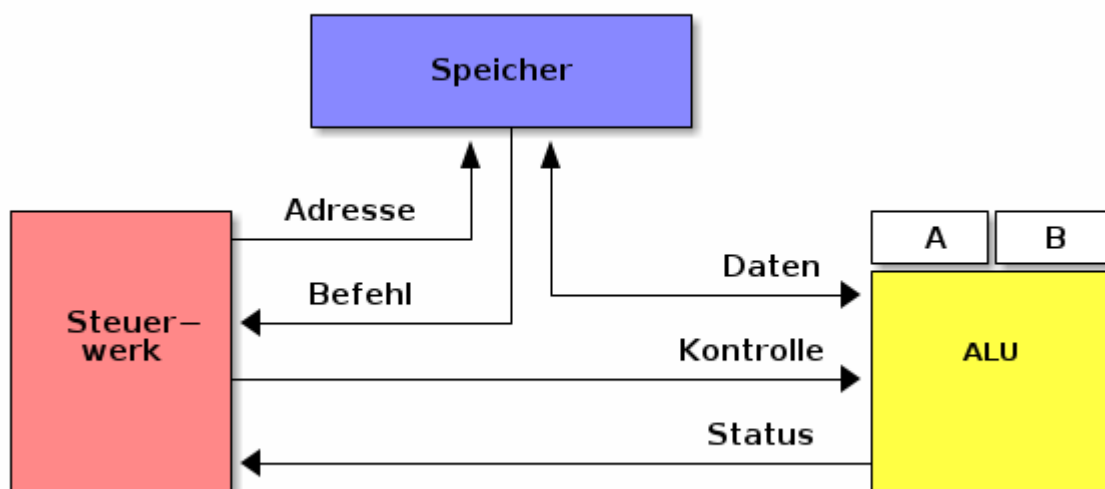 Speicher
Adresse
A
B
Daten
Befehl
Steuer–
werk
Kontrolle
ALU
Status